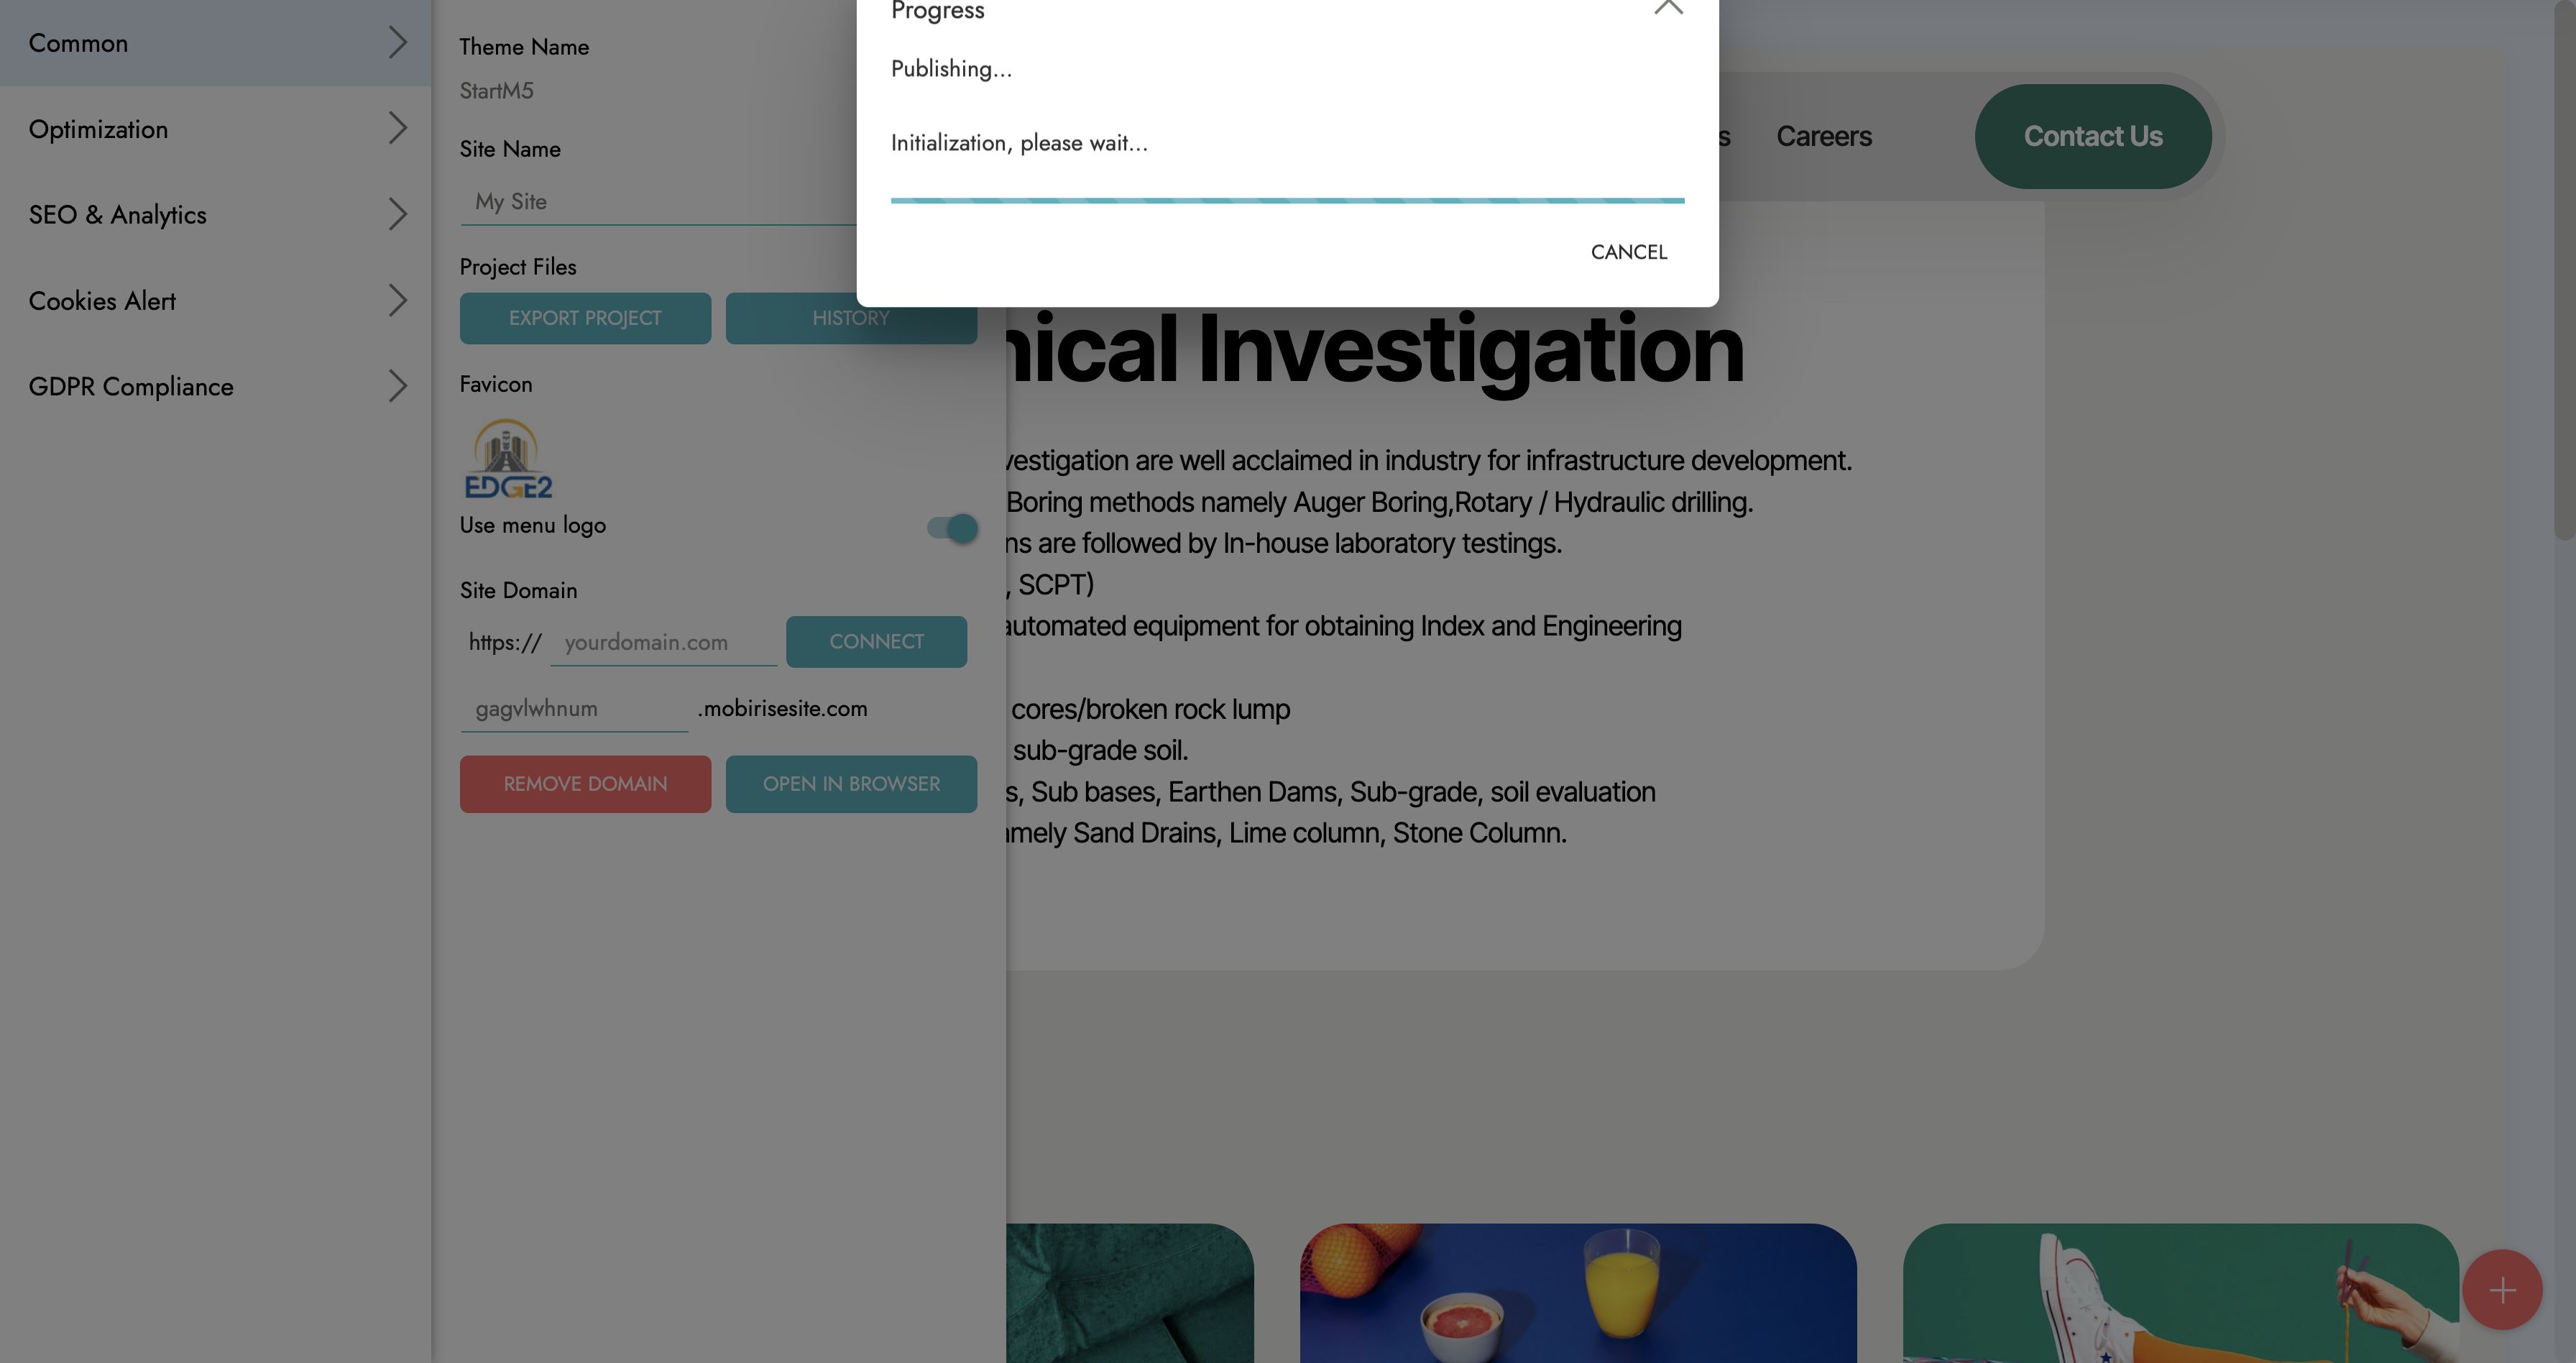 Common
Optimization
SEO & Analytics
Cookies Alert
GDPR Compliance
Theme Name
StartM5
Site Name
My Site
Project Files
EXPORT PROJECT
HISTORY
Favicon
EDGE2
Use menu logo
Site Domain
https://
yourdomain.com
CONNECT
gagvlwhnum
.mobirisesite.com
REMOVE DOMAIN
OPEN IN BROWSER
Progress
Publishing...
Initialization, please wait...
CANCEL
Careers
Contact Us
nical Investigation
vestigation are well acclaimed in industry for infrastructure development.
Boring methods namely Auger Boring,Rotary / Hydraulic drilling.
ns are followed by In-house laboratory testings.
, SCPT)
automated equipment for obtaining Index and Engineering
cores/broken rock lump
sub-grade soil.
s, Sub bases, Earthen Dams, Sub-grade, soil evaluation
amely Sand Drains, Lime column, Stone Column.